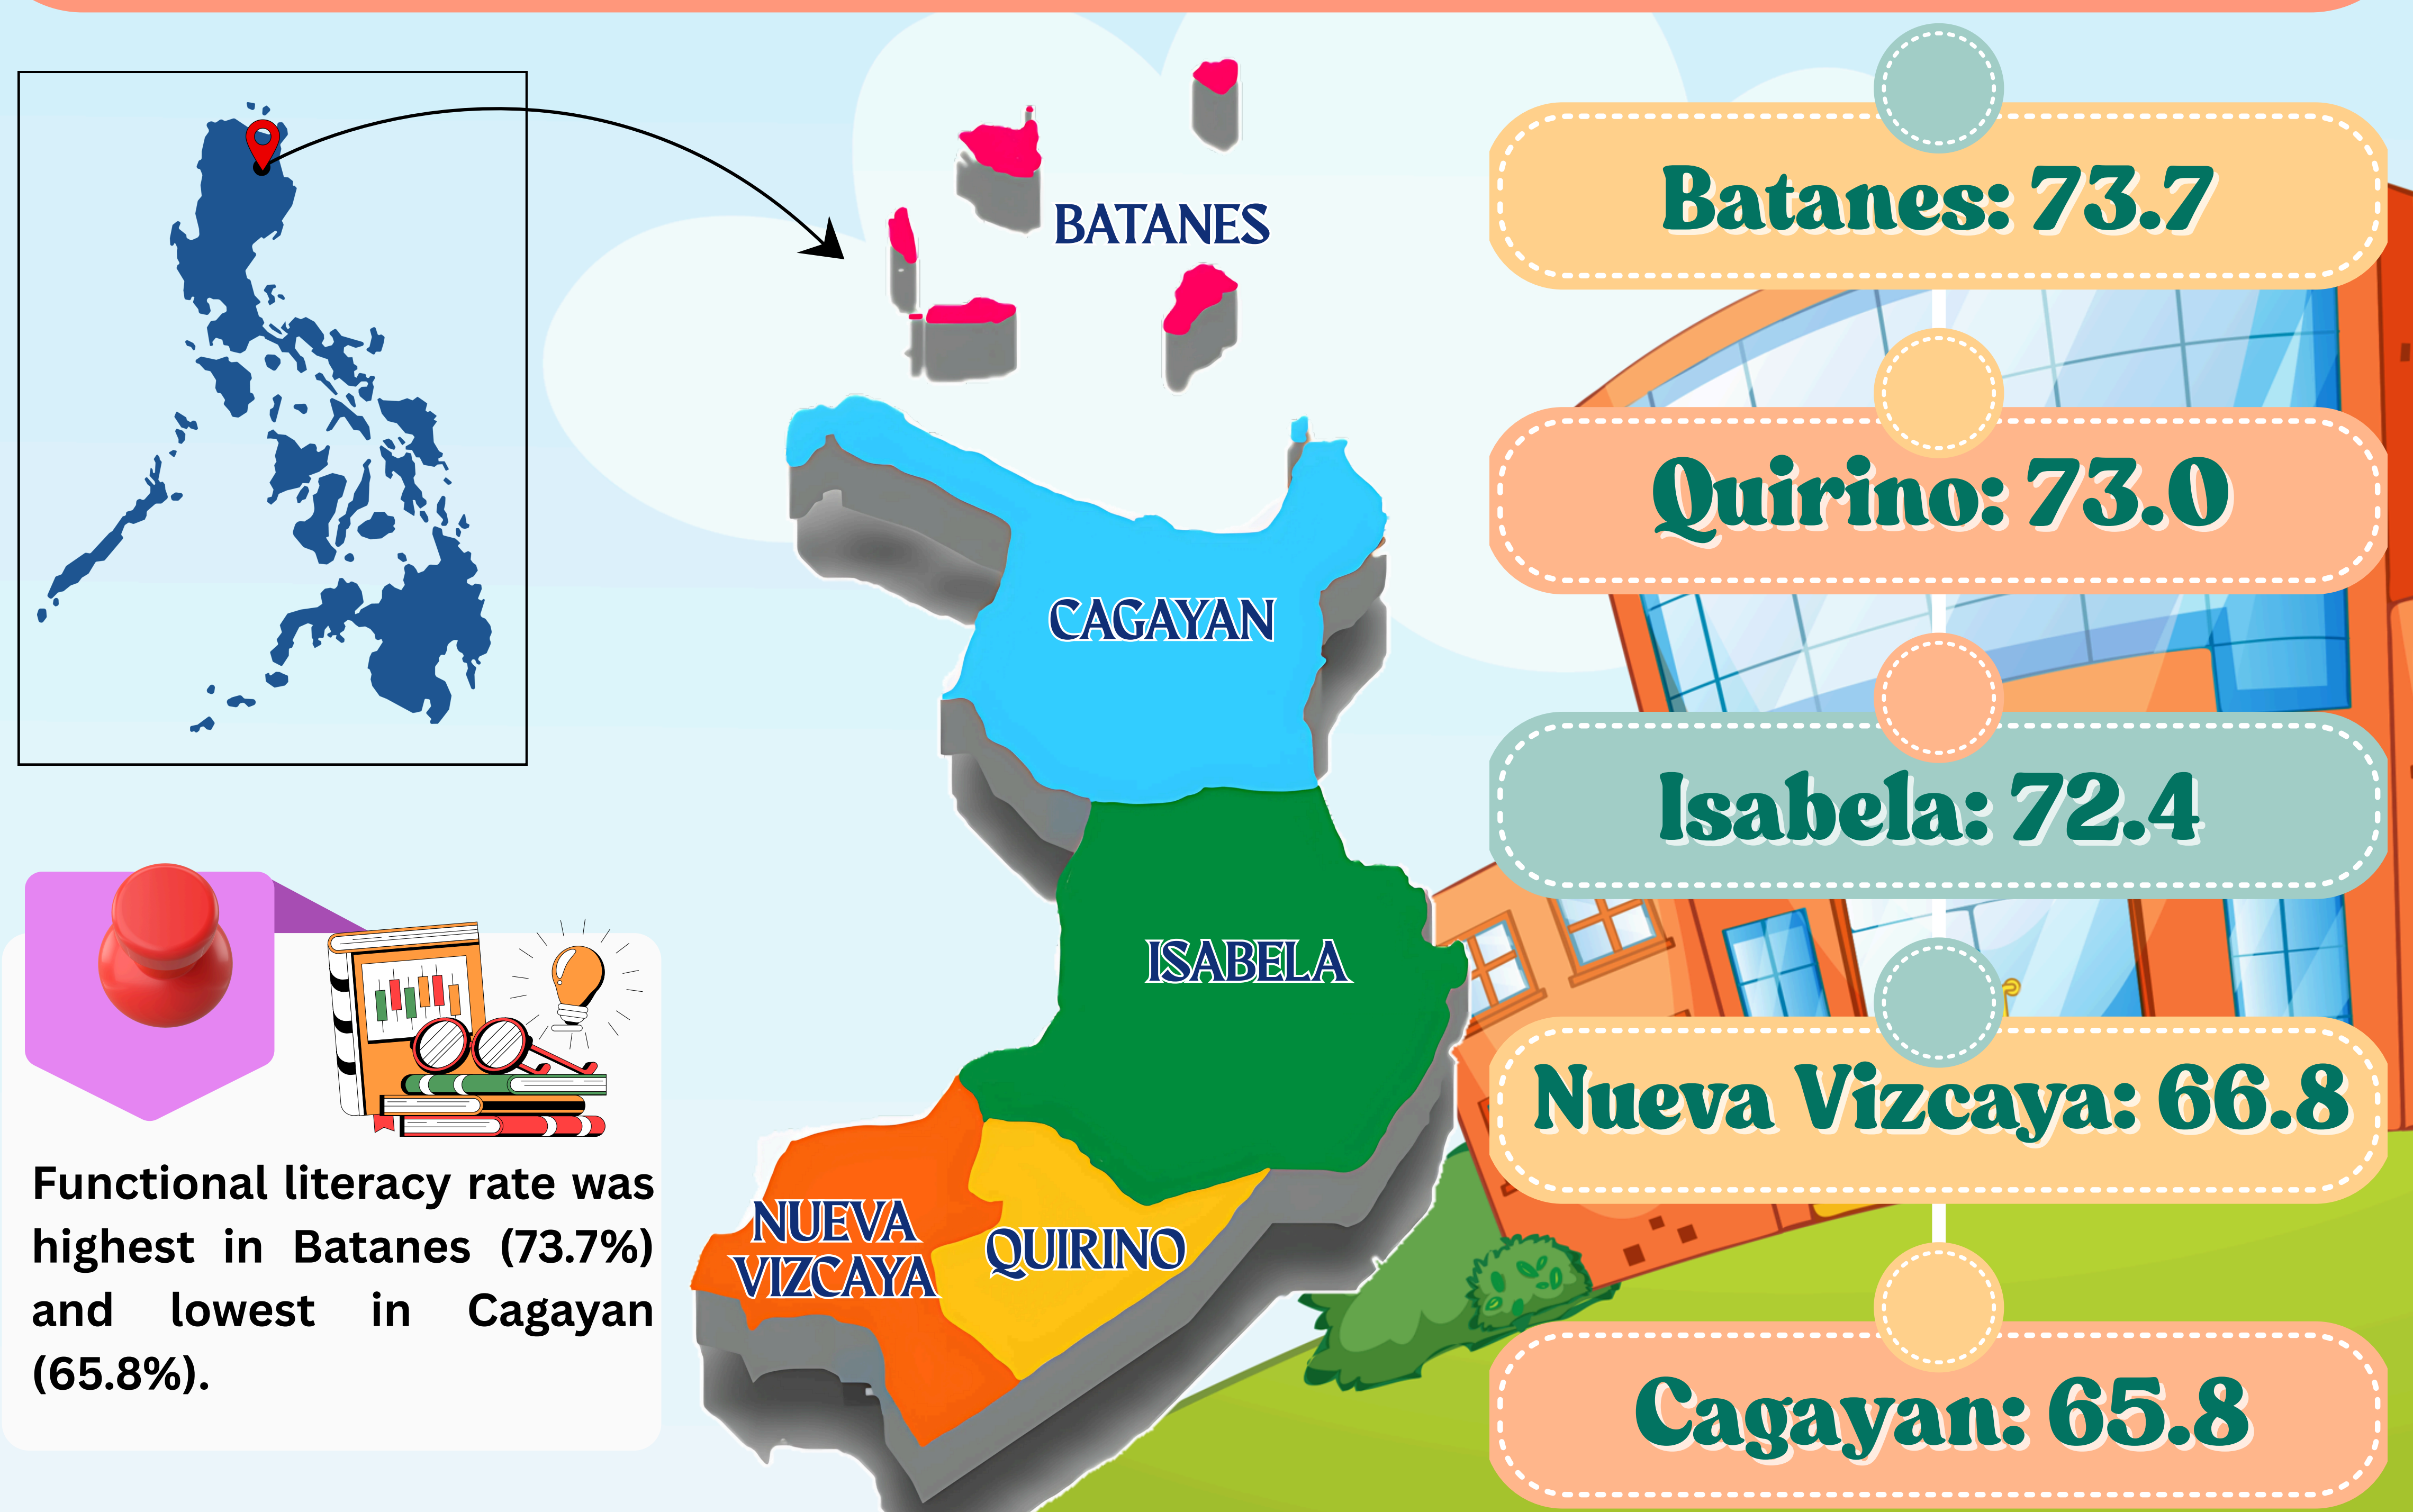 BATANES
CAGAYAN
ISABELA
NUEVA
VIZCAYA
QUIRINO
Functional literacy rate was
highest in Batanes (73.7%)
and lowest in Cagayan
(65.8%).
Batanes: 73.7
Quirino: 73.0
Isabela: 72.4
Nueva Vizcaya: 66.8
Cagayan: 65.8